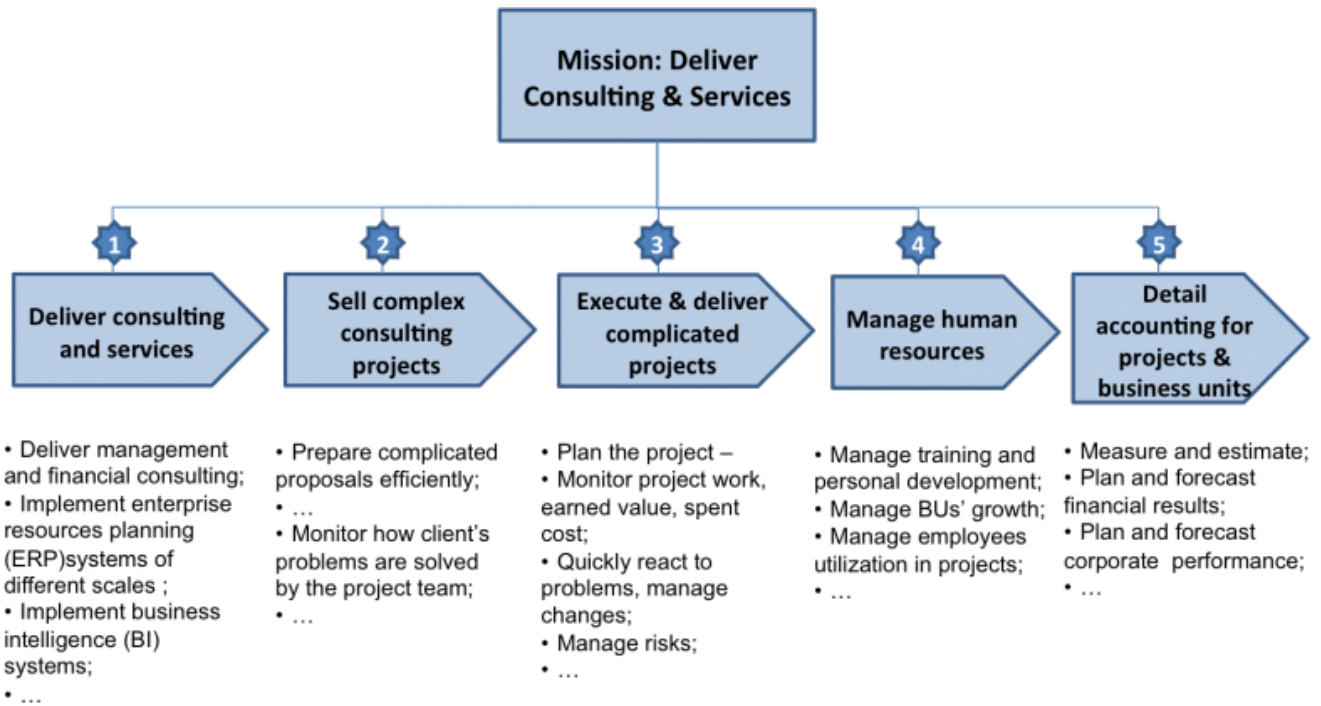 Mission: Deliver
Consulting & Services
1
Deliver consulting
and services
• Deliver management
and financial consulting;
• Implement enterprise
resources planning
(ERP)systems of
different scales ;
• Implement business
intelligence (BI)
systems;
• …
2
Sell complex
consulting
projects
• Prepare complicated
proposals efficiently;
• …
• Monitor how client’s
problems are solved
by the project team;
• …
3
Execute & deliver
complicated
projects
• Plan the project –
• Monitor project work,
earned value, spent
cost;
• Quickly react to
problems, manage
changes;
• Manage risks;
• …
4
Manage human
resources
• Manage training and
personal development;
• Manage BUs’ growth;
• Manage employees
utilization in projects;
• …
5
Detail
accounting for
projects &
business units
• Measure and estimate;
• Plan and forecast
financial results;
• Plan and forecast
corporate performance;
• …